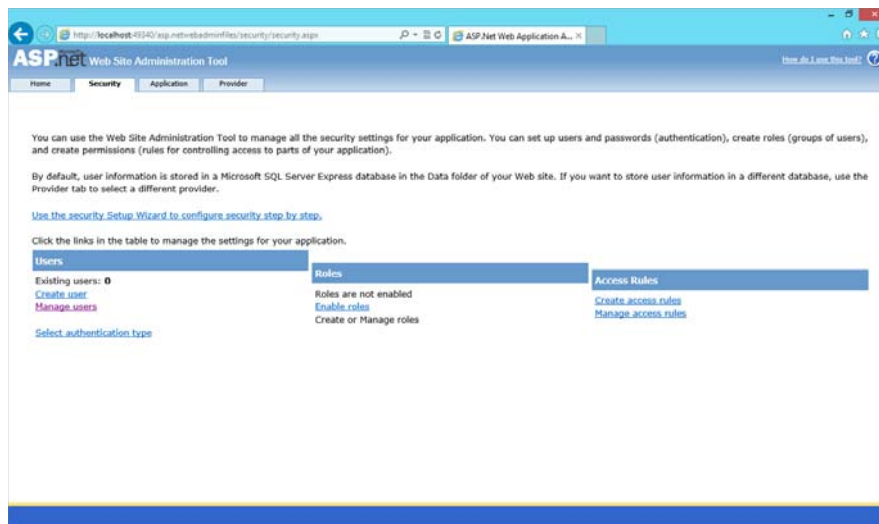 http://localhost:49340/asp.netwebadminfiles/security/security.aspx
ASP.Net Web Application A...
Microsoft
ASP.net Web Site Administration Tool
How do I use this tool?
Home Security Application Provider
You can use the Web Site Administration Tool to manage all the security settings for your application. You can set up users and passwords (authentication), create roles (groups of users),
and create permissions (rules for controlling access to parts of your application).
By default, user information is stored in a Microsoft SQL Server Express database in the Data folder of your Web site. If you want to store user information in a different database, use the
Provider tab to select a different provider.
Use the security Setup Wizard to configure security step by step.
Click the links in the table to manage the settings for your application.
Users
Existing users: 0
Create user
Manage users
Select authentication type
Roles
Roles are not enabled
Enable roles
Create or Manage roles
Access Rules
Create access rules
Manage access rules